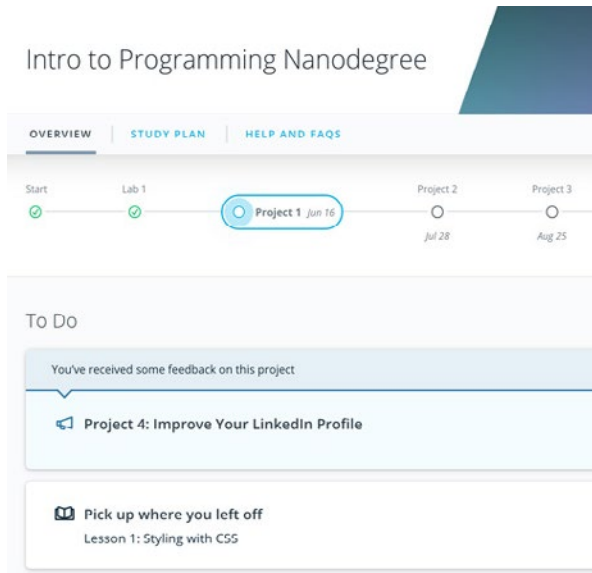 Intro to Programming Nanodegree
OVERVIEW STUDY PLAN HELP AND FAQS
Start Lab 1 Project 2 Project 3
Project 1 Jun 16
Jul 28 Aug 25
To Do
You've received some feedback on this project
Project 4: Improve Your LinkedIn Profile
Pick up where you left off
Lesson 1: Styling with CSS